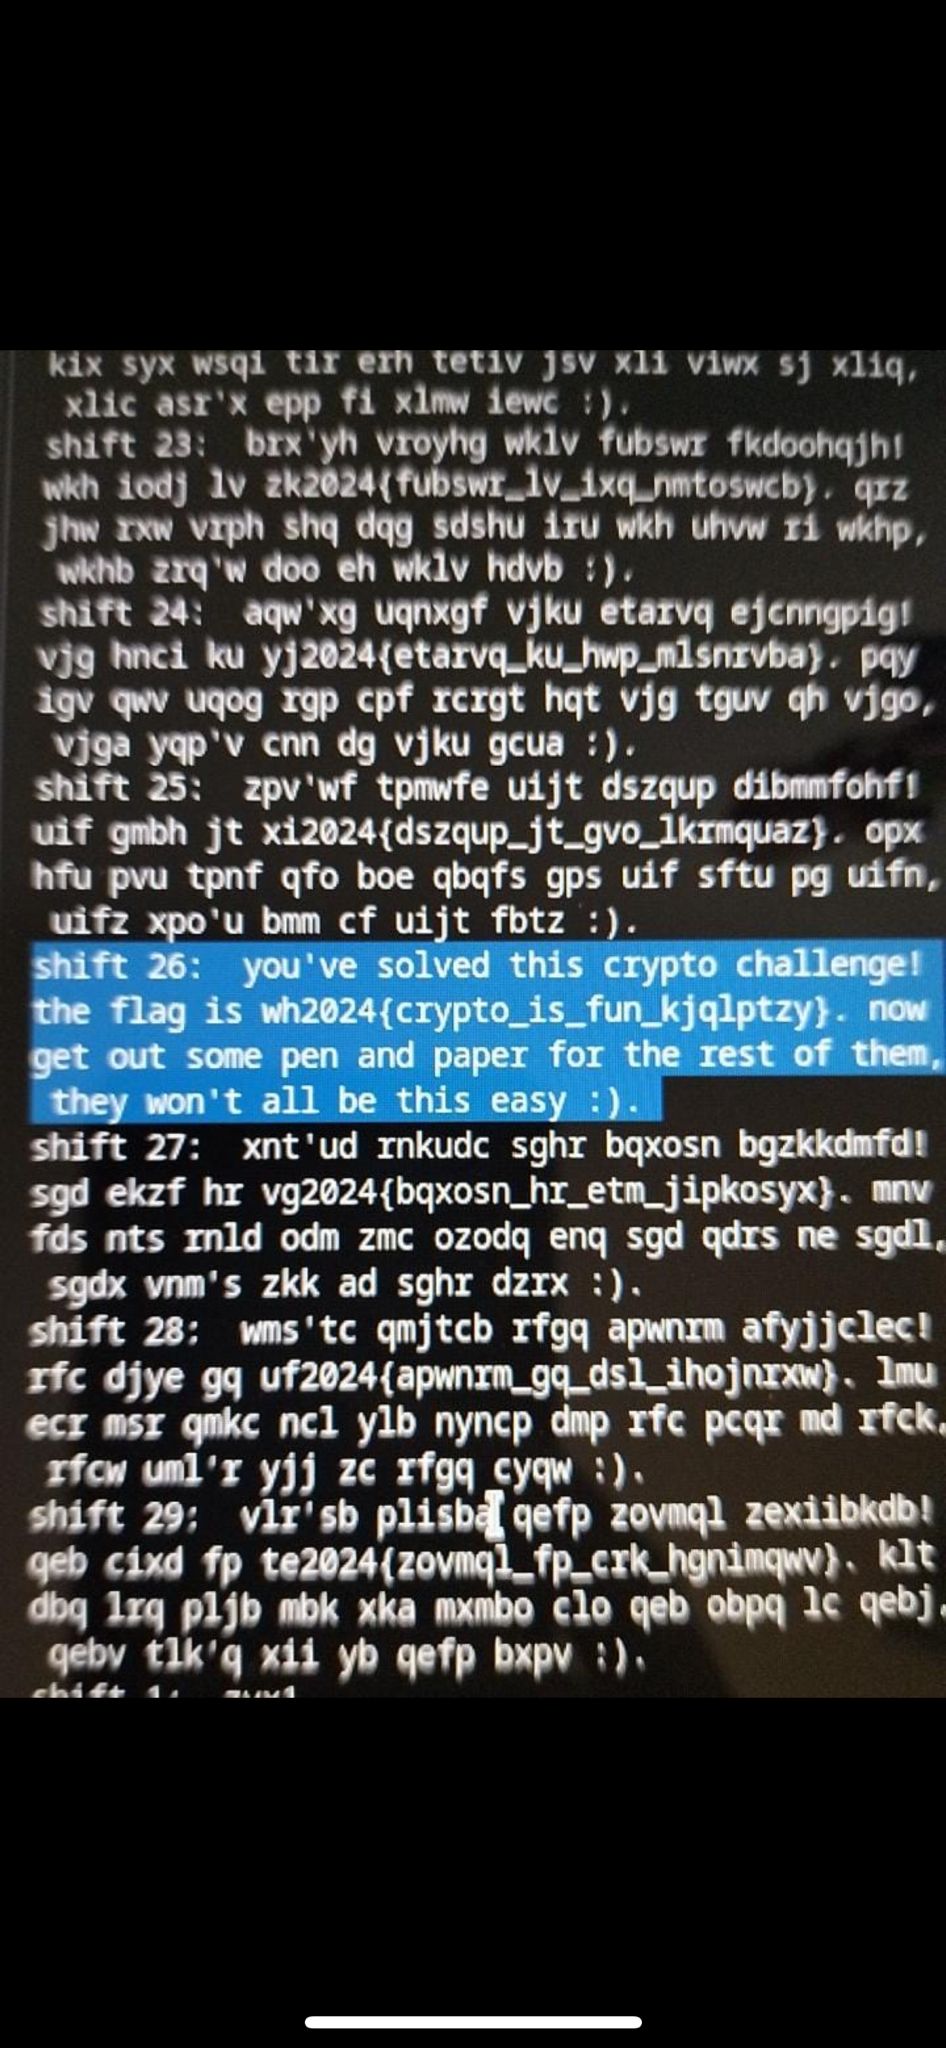 kix syx wsqi tir erh tetiv jsv xli viwx sj xliq,
xlic asr'x epp fi xlmw iewc :).
shift 23:  brx'yh vroyhg wklv fubswr fkdoohqjh!
wkh iodj lv zk2024{fubswr_lv_ixq_nmtoswcb}. qrz
jhw rxw vrph shq dqg sdshu iru wkh uhvw ri wkhp,
wkhb zrq'w doo eh wklv hdvb :).
shift 24:  aqw'xg uqnxgf vjku etarvq ejcnngpig!
vjg hnci ku yj2024{etarvq_ku_hwp_mlsnrvba}. pqy
igv qwv uqog rgp cpf rcrgt hqt vjg tguv qh vjgo,
vjga yqp'v cnn dg vjku gcua :).
shift 25:  zpv'wf tpmwfe uijt dszqup dibmmfohf!
uif gmbh jt xi2024{dszqup_jt_gvo_lkrmquaz}. opx
hfu pvu tpnf qfo boe qbqfs gps uif sftu pg uifn,
uifz xpo'u bmm cf uijt fbtz :).
shift 26:  you've solved this crypto challenge!
the flag is wh2024{crypto_is_fun_kjqlptzy}. now
get out some pen and paper for the rest of them,
they won't all be this easy :).
shift 27:  xnt'ud rnkudc sghr bqxosn bgzkkdmfd!
sgd ekzf hr vg2024{bqxosn_hr_etm_jipkosyx}. mnv
fds nts rnld odm zmc ozodq enq sgd qdrs ne sgdl,
sgdx vnm's zkk ad sghr dzrx :).
shift 28:  wms'tc qmjtcb rfgq apwnrm afyjjclec!
rfc djye gq uf2024{apwnrm_gq_dsl_ihojnrxw}. lmu
ecr msr qmkc ncl ylb nyncp dmp rfc pcqr md rfck,
rfcw uml'r yjj zc rfgq cyqw :).
shift 29:  vlr'sb plisba qefp zovmql zexiibkdb!
qeb cixd fp te2024{zovmql_fp_crk_hgnimqwv}. klt
dbq lrq pljb mbk xka mxmbo clo qeb obpq lc qebj,
qebv tlk'q xii yb qefp bxpv :).